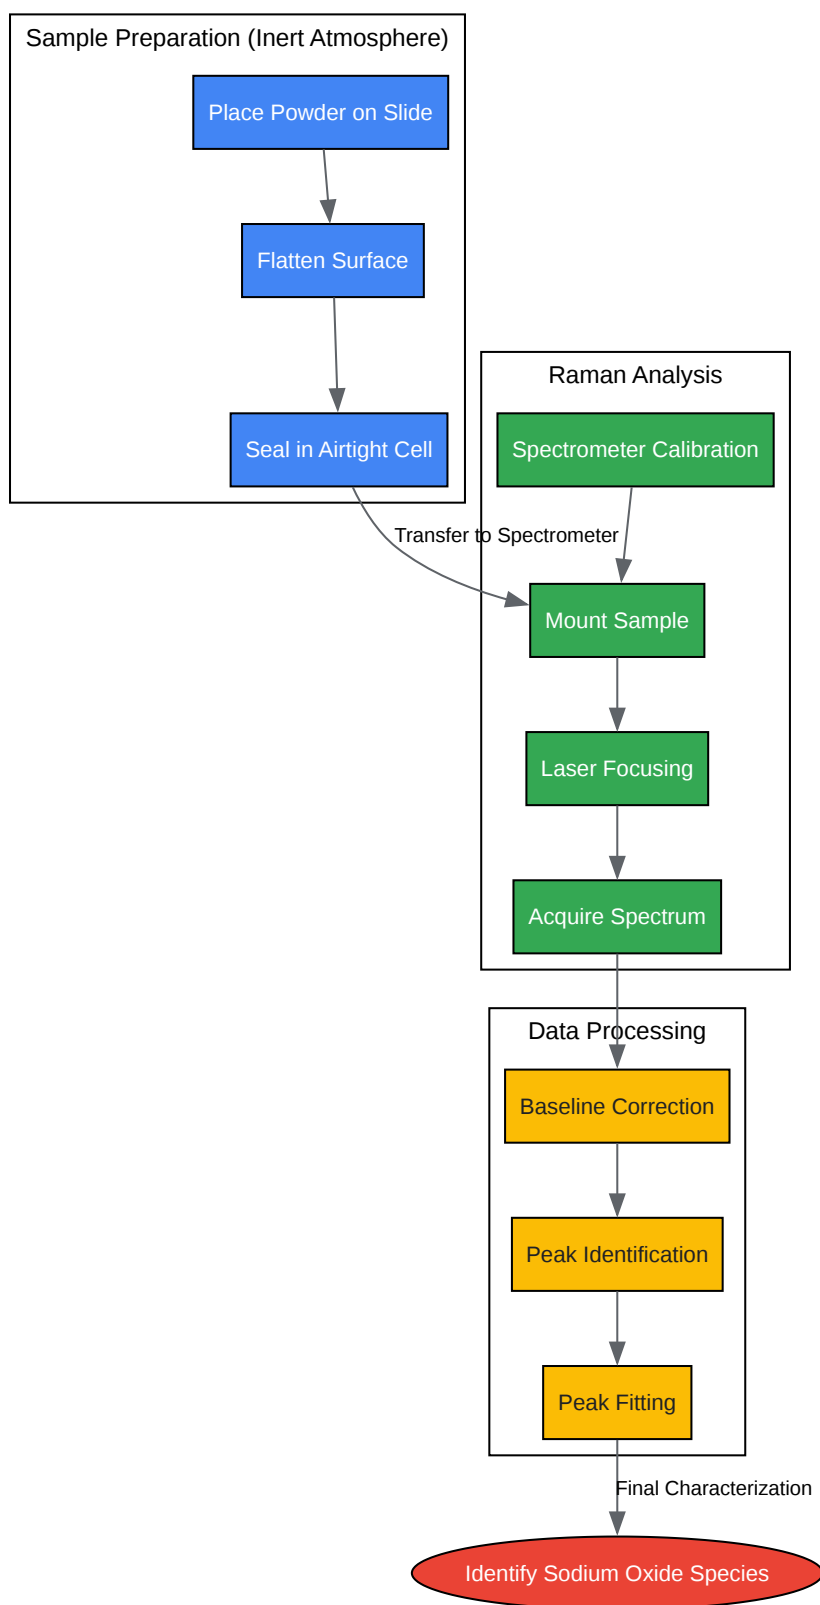 Sample Preparation (Inert Atmosphere)
Place Powder on Slide
Flatten Surface
Seal in Airtight Cell
Raman Analysis
Spectrometer Calibration
Transfer to Spectrometer
Mount Sample
Laser Focusing
Acquire Spectrum
Data Processing
Baseline Correction
Peak Identification
Peak Fitting
Final Characterization
Identify Sodium Oxide Species